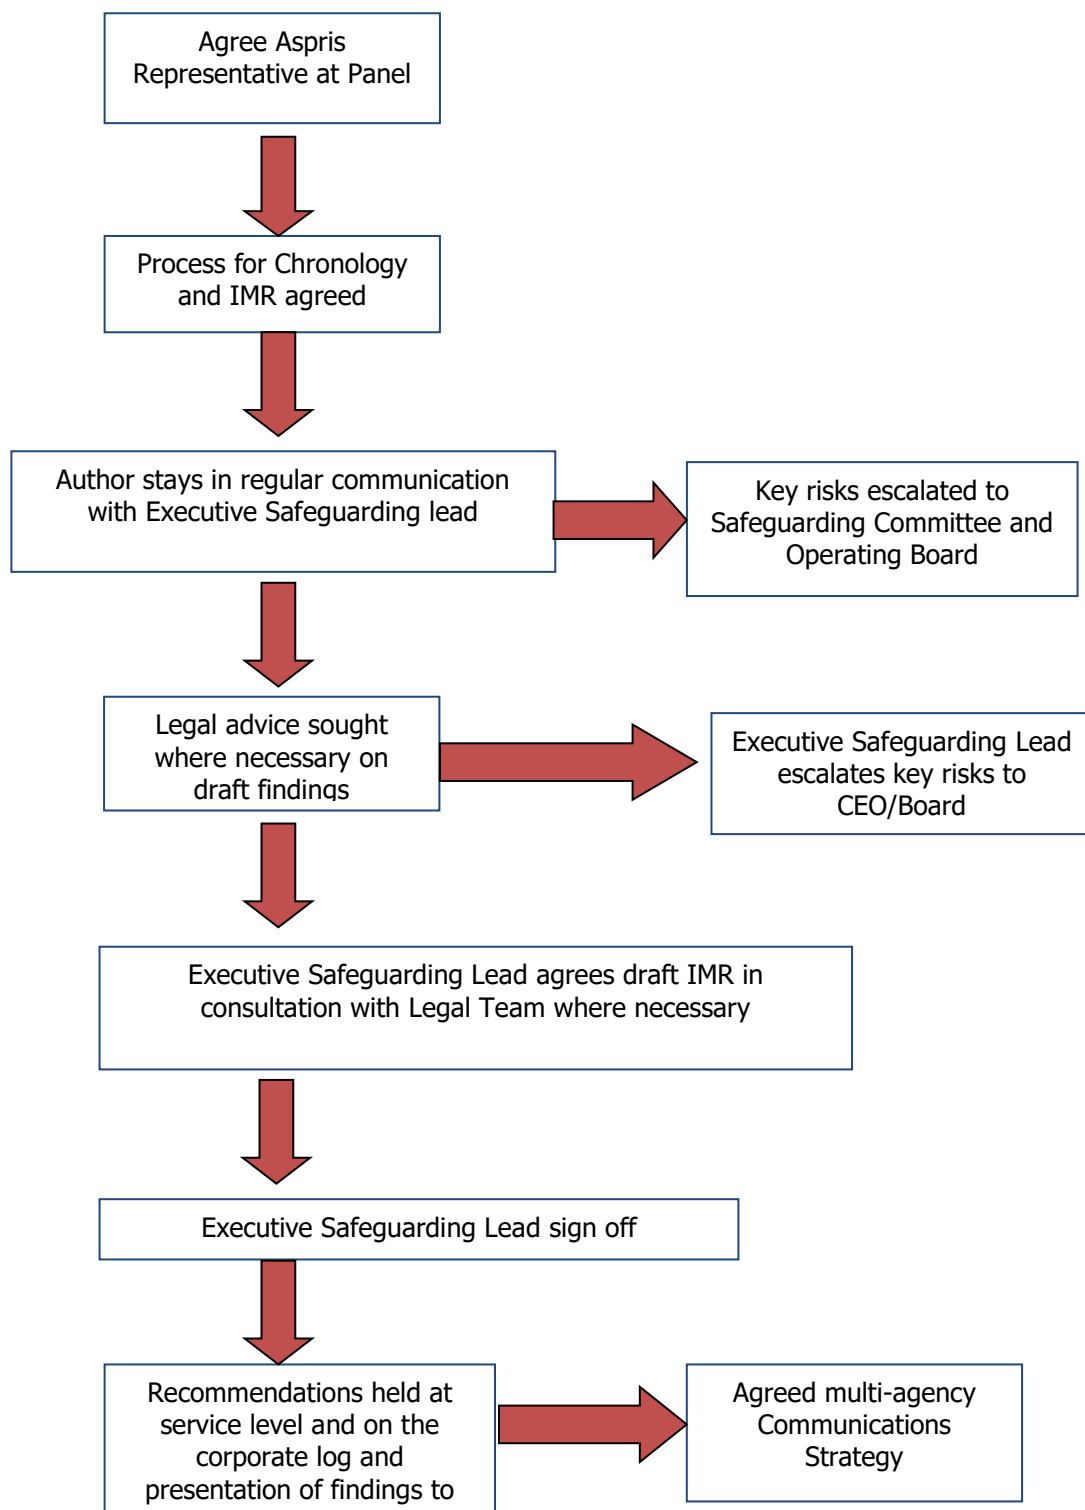 Agree Aspris
Representative at Panel
Process for Chronology
and IMR agreed
Author stays in regular communication
with Executive Safeguarding lead
Key risks escalated to
Safeguarding Committee and
Operating Board
Legal advice sought
where necessary on
draft findings
Executive Safeguarding Lead
escalates key risks to
CEO/Board
Executive Safeguarding Lead agrees draft IMR in
consultation with Legal Team where necessary
Executive Safeguarding Lead sign off
Recommendations held at
service level and on the
corporate log and
presentation of findings to
Agreed multi-agency
Communications
Strategy